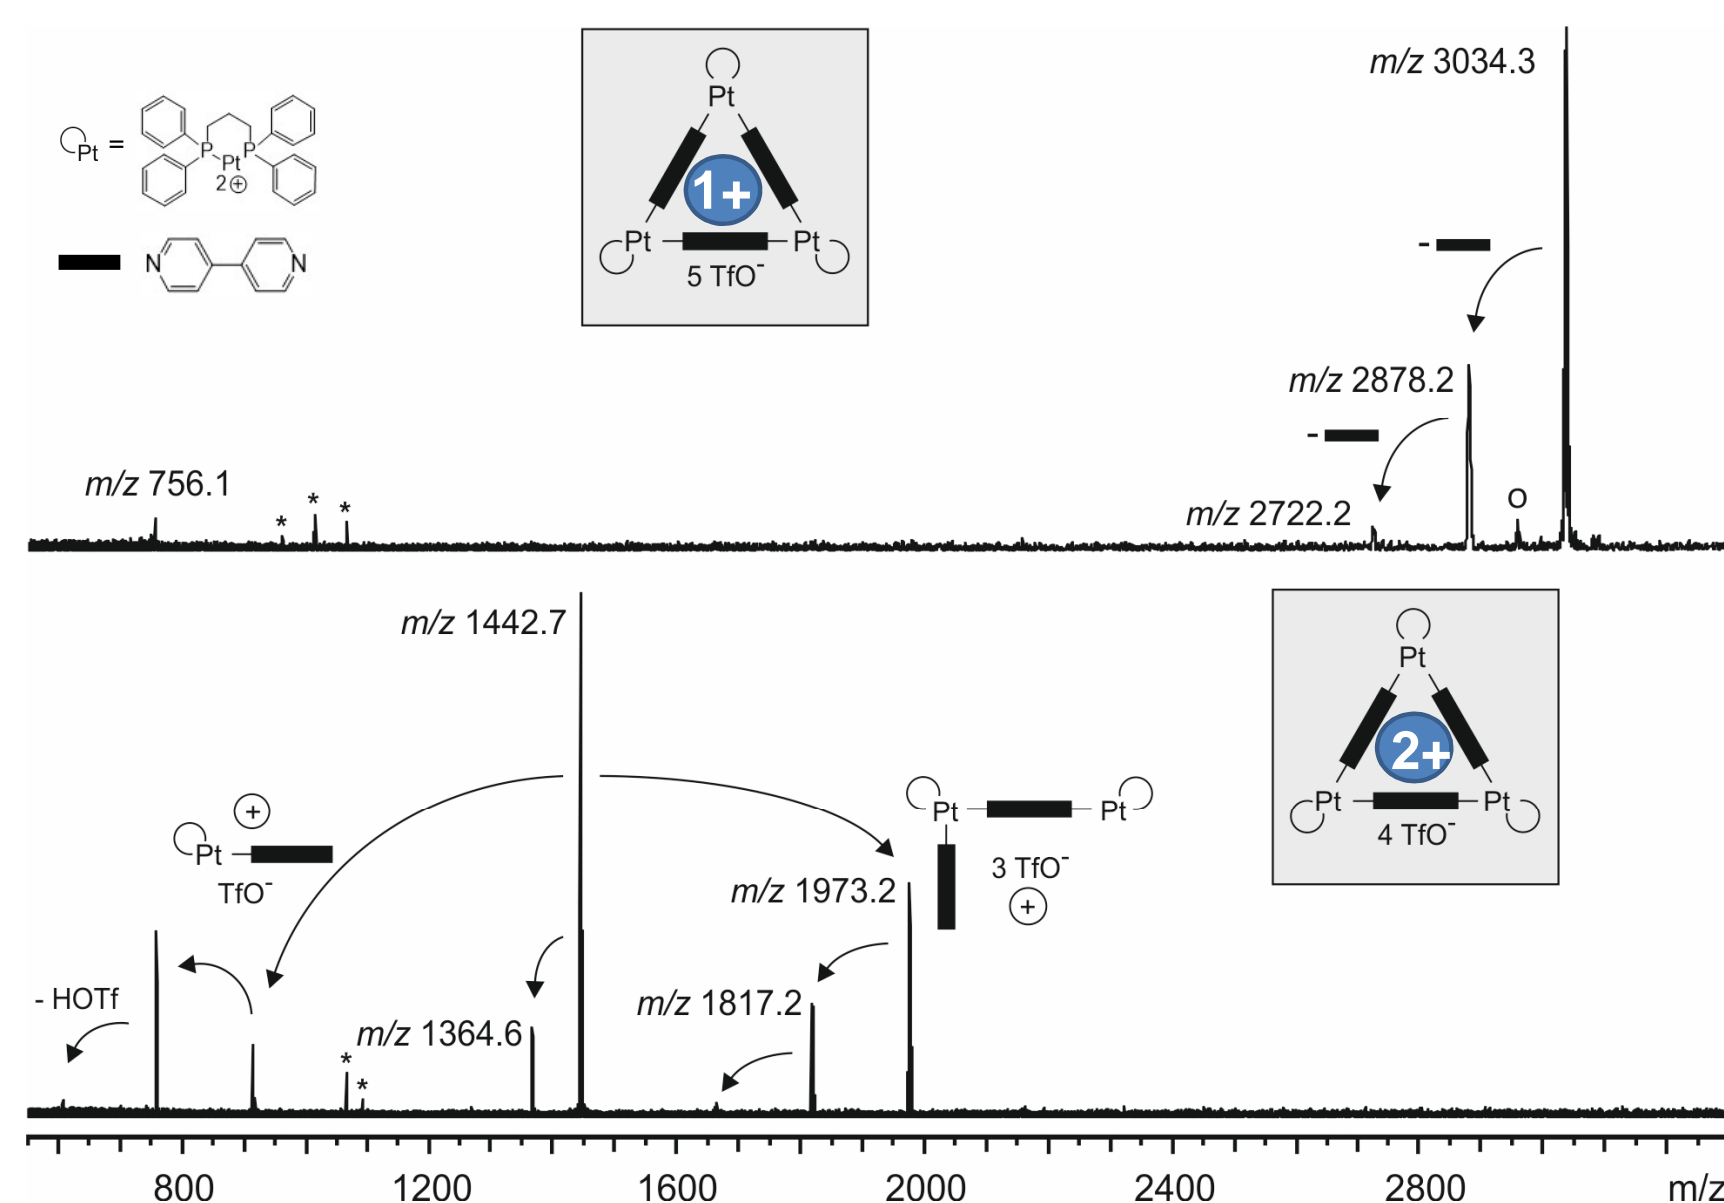 m/z 3034.3
Pt
1+
Pt
Pt
5 TfO⁻
Pt =
P
P
Pt
2⊕
N
N
-
m/z 2878.2
-
m/z 756.1
*
*
*
m/z 2722.2
o
m/z 1442.7
Pt
2+
Pt
Pt
4 TfO⁻
+
Pt
TfO⁻
Pt
Pt
3 TfO⁻
+
m/z 1973.2
- HOTf
m/z 1817.2
m/z 1364.6
*
*
800 1200 1600 2000 2400 2800 m/z